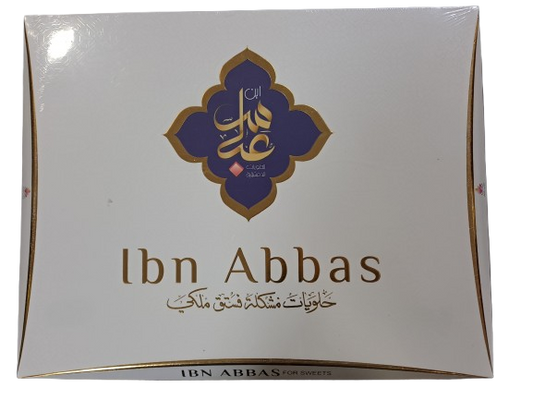 ابن
عباس
Ibn Abbas
حلويات مشكلة فستق ملكي
IBN ABBAS FOR SWEETS